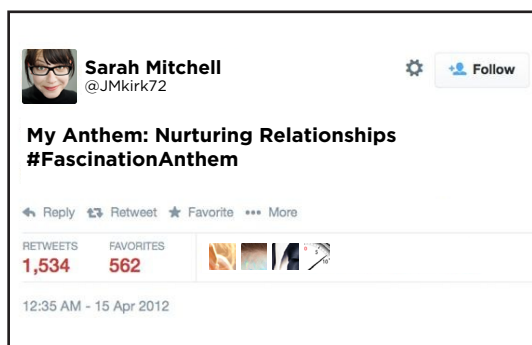 Sarah Mitchell
@JMkirk72
Follow
My Anthem: Nurturing Relationships
#FascinationAnthem
Reply Retweet Favorite More
RETWEETS FAVORITES
1,534 562
12:35 AM - 15 Apr 2012